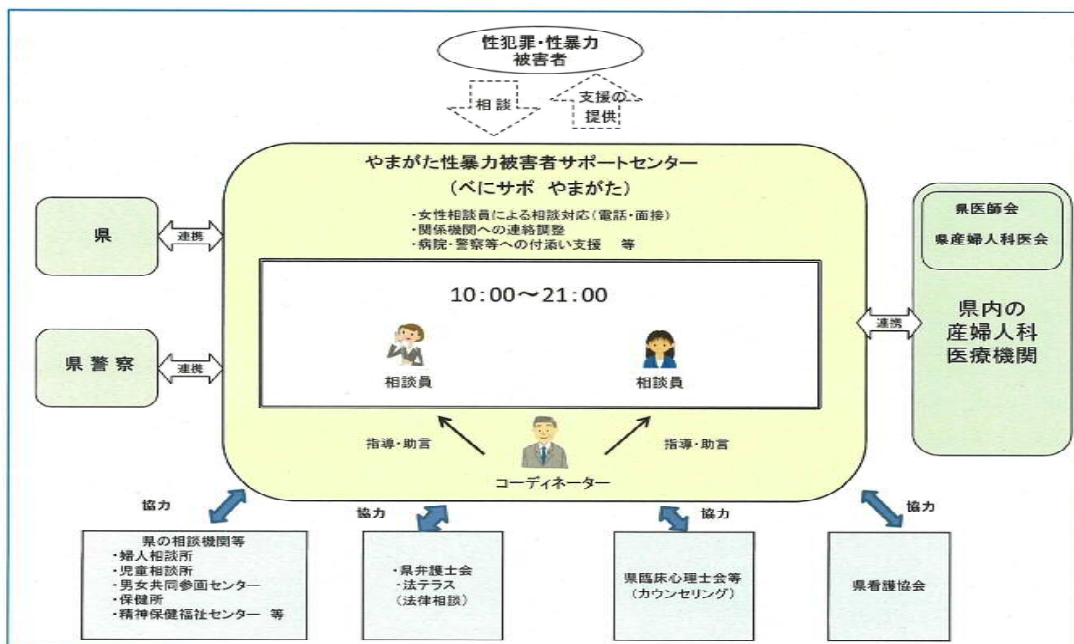 性犯罪・性暴力
被害者
相談
支援の
提供
やまがた性暴力被害者サポートセンター
（べにサポ　やまがた）
・女性相談員による相談対応（電話・面接）
・関係機関への連絡調整
・病院・警察等への付添い支援　等
県
連携
県警察
連携
10：00～21：00
相談員
相談員
指導・助言
指導・助言
コーディネーター
連携
県医師会
県産婦人科医会
県内の
産婦人科
医療機関
協力
協力
協力
協力
県の相談機関等
・婦人相談所
・児童相談所
・男女共同参画センター
・保健所
・精神保健福祉センター　等
・県弁護士会
・法テラス
（法律相談）
県臨床心理士会等
（カウンセリング）
県看護協会